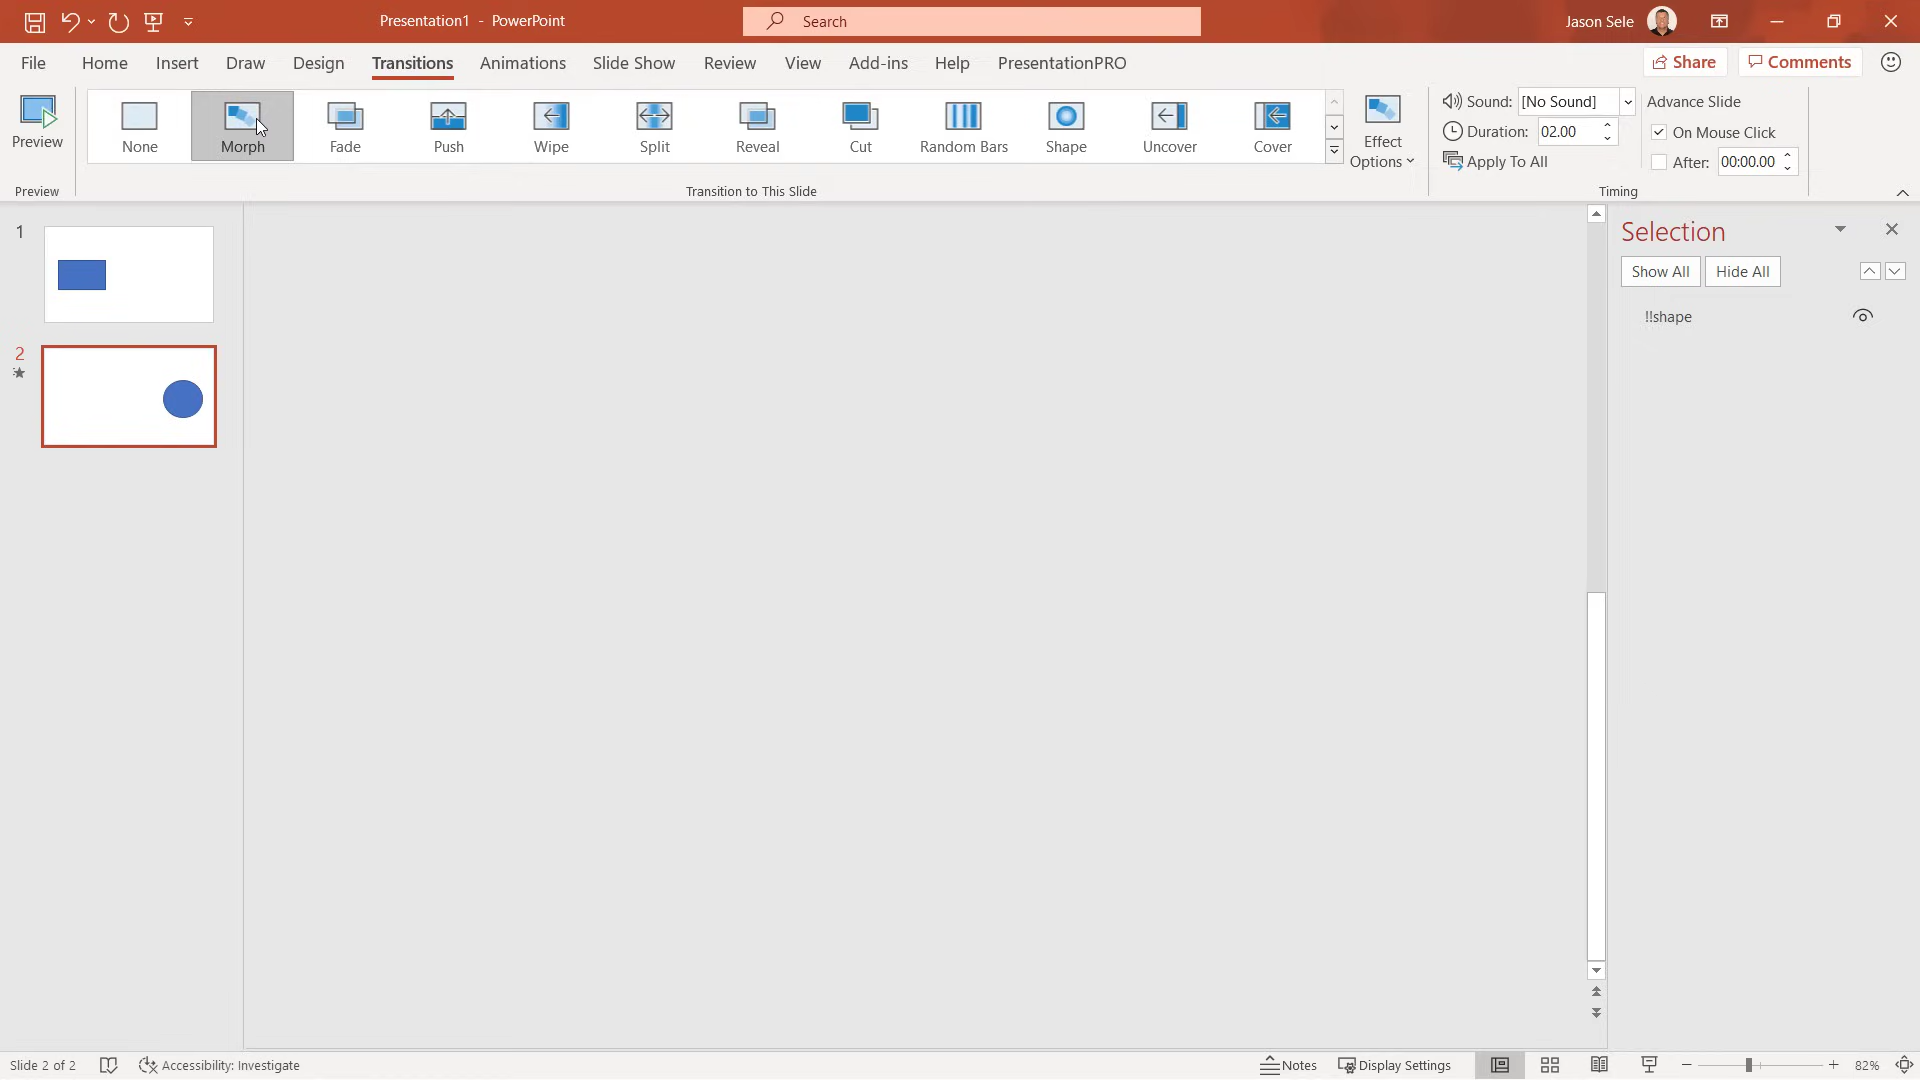 Presentation1 - PowerPoint
Search
Jason Sele
File Home Insert Draw Design Transitions Animations Slide Show Review View Add-ins Help PresentationPRO
Share Comments
Preview
None Morph Fade Push Wipe Split Reveal Cut Random Bars Shape Uncover Cover
Effect
Options
Sound: [No Sound]
Duration: 02.00
Apply To All
Advance Slide
On Mouse Click
After: 00:00.00
Preview
Transition to This Slide
Timing
1
2
Selection
Show All Hide All
!!shape
Slide 2 of 2 Accessibility: Investigate
Notes Display Settings 82%